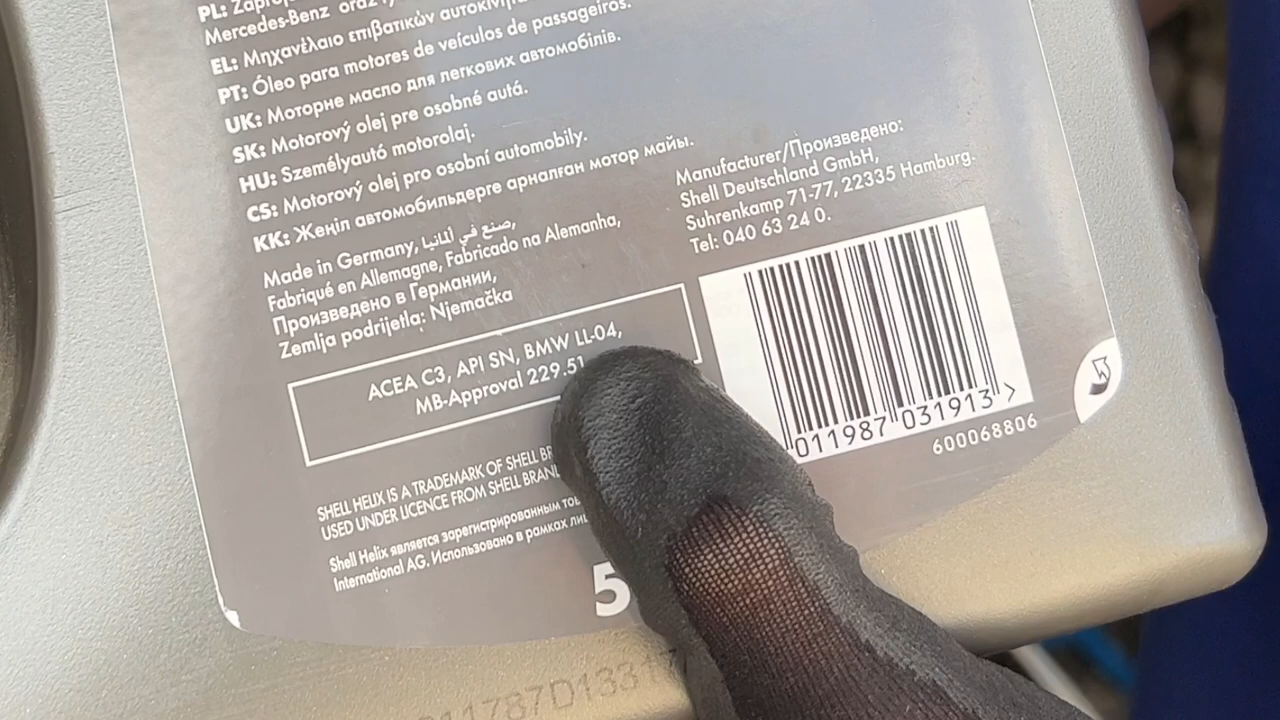 PL:
Mercedes-Benz oraz
EL: Μηχανέλαιο επιβατικών
PT: Óleo para motores de veículos de passageiros.
UK: Моторне масло для легкових автомобілів.
SK: Motorový olej pre osobné autá.
HU: Személyautó motorolaj.
CS: Motorový olej pro osobní automobily.
KK: Жеңіл автомобильдерге арналған мотор майы.
Made in Germany, صنع في ألمانيا,
Fabriqué en Allemagne, Fabricado na Alemanha,
Произведено в Германии,
Zemlja podrijetla: Njemačka
Manufacturer/Произведено:
Shell Deutschland GmbH,
Suhrenkamp 71-77, 22335 Hamburg.
Tel: 040 63 24 0.
ACEA C3, API SN, BMW LL-04,
MB-Approval 229.51
011987 031913 >
600068806
SHELL HELIX IS A TRADEMARK OF SHELL
USED UNDER LICENCE FROM SHELL
Shell Helix является зарегистрированным
International AG. Использовано в рамках
5